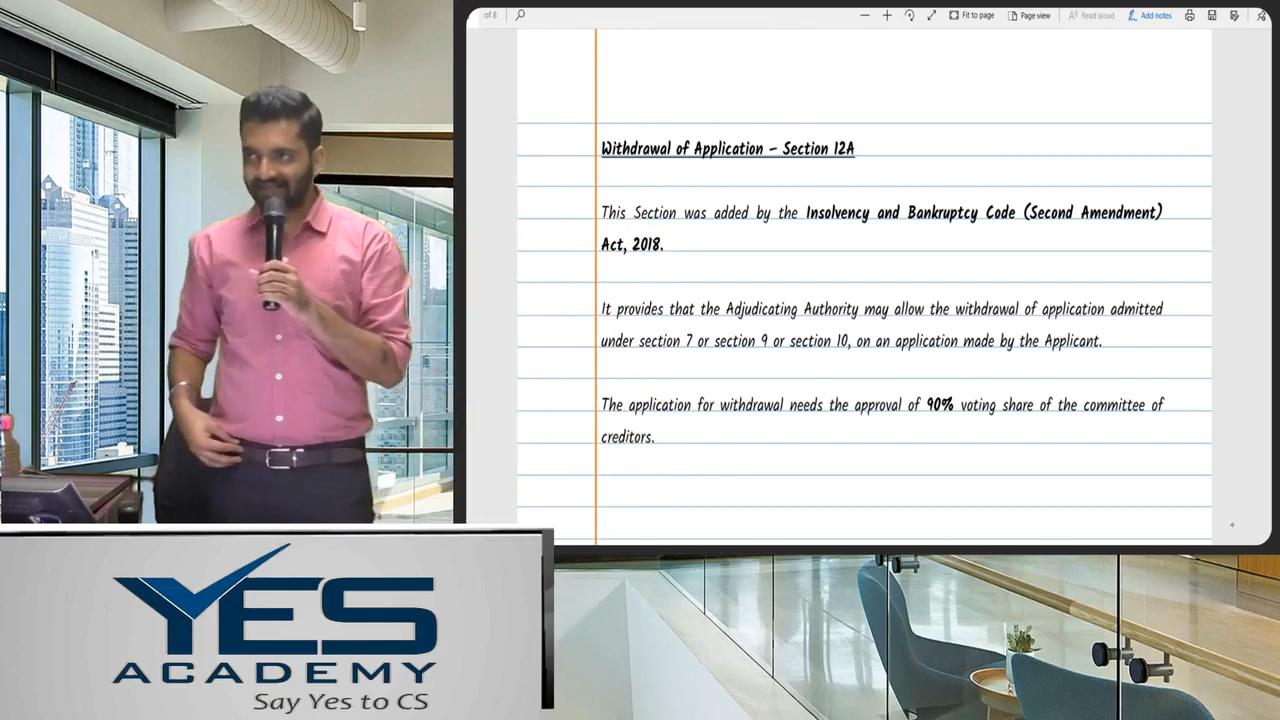 of 8
Fit to page
Page view
Read aloud
Add notes
Withdrawal of Application – Section 12A
This Section was added by the Insolvency and Bankruptcy Code (Second Amendment)
Act, 2018.
It provides that the Adjudicating Authority may allow the withdrawal of application admitted
under section 7 or section 9 or section 10, on an application made by the Applicant.
The application for withdrawal needs the approval of 90% voting share of the committee of
creditors.
YES
ACADEMY
Say Yes to CS